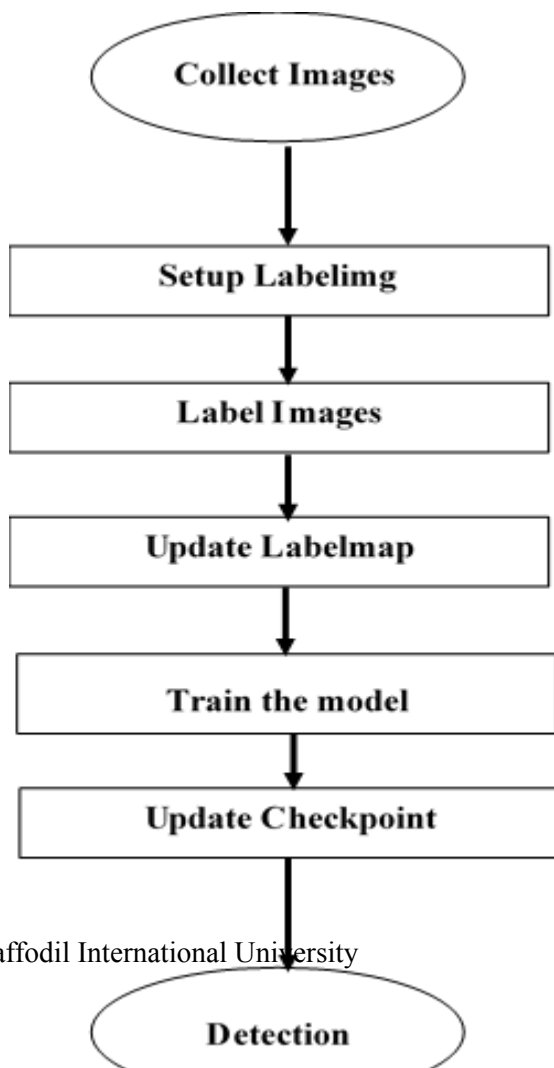 Collect Images
Setup Labelimg
Label Images
Update Labelmap
Train the model
Update Checkpoint
affodil International University
Detection